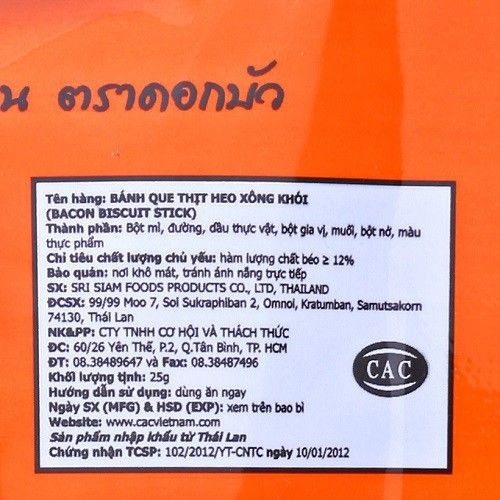 น ตราดอกบัว
Tên hàng: BÁNH QUE THỊT HEO XÔNG KHÓI
(BACON BISCUIT STICK)
Thành phần: Bột mì, đường, dầu thực vật, bột gia vị, muối, bột nở, màu
thực phẩm
Chỉ tiêu chất lượng chủ yếu: hàm lượng chất béo ≥ 12%
Bảo quản: nơi khô mát, tránh ánh nắng trực tiếp
SX: SRI SIAM FOODS PRODUCTS CO., LTD, THAILAND
ĐCSX: 99/99 Moo 7, Soi Sukraphiban 2, Omnoi, Kratumban, Samutsakorn
74130, Thái Lan
NK&PP: CTY TNHH CƠ HỘI VÀ THÁCH THỨC
ĐC: 60/26 Yên Thế, P.2, Q.Tân Bình, TP. HCM
ĐT: 08.38489647 và Fax: 08.38487496
Khối lượng tịnh: 25g
Hướng dẫn sử dụng: dùng ăn ngay
Ngày SX (MFG) & HSD (EXP): xem trên bao bì
Website: www.cacvietnam.com
Sản phẩm nhập khẩu từ Thái Lan
Chứng nhận TCSP: 102/2012/YT-CNTC ngày 10/01/2012
CAC